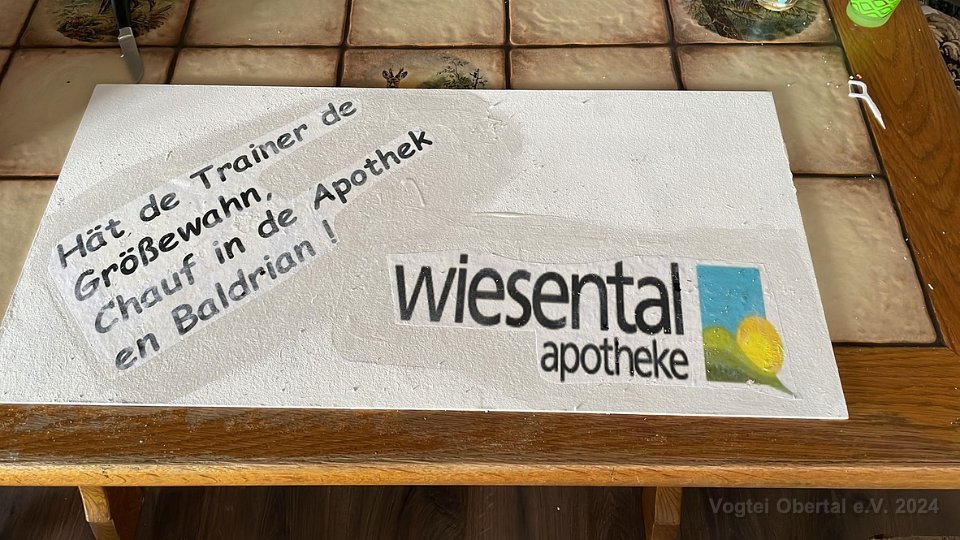 Hät de Trainer de
Größewahn,
Chauf in de Apothek
en Baldrian !
wiesental
apotheke
Vogtei Obertal e.V. 2024